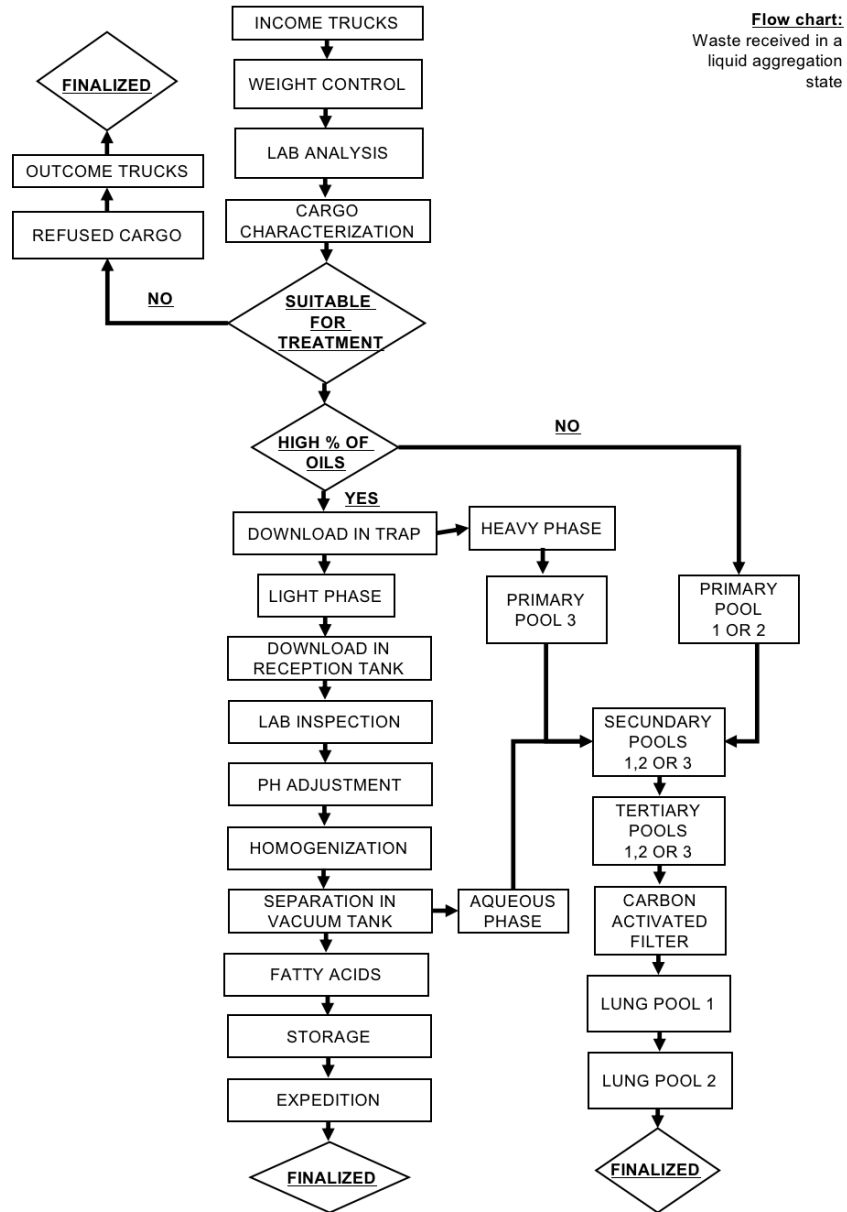 Flow chart:
Waste received in a
liquid aggregation
state
INCOME TRUCKS
WEIGHT CONTROL
LAB ANALYSIS
CARGO
CHARACTERIZATION
SUITABLE
FOR
TREATMENT
NO
REFUSED CARGO
OUTCOME TRUCKS
FINALIZED
HIGH % OF
OILS
NO
YES
DOWNLOAD IN TRAP
HEAVY PHASE
LIGHT PHASE
PRIMARY
POOL 3
PRIMARY
POOL
1 OR 2
DOWNLOAD IN
RECEPTION TANK
LAB INSPECTION
PH ADJUSTMENT
HOMOGENIZATION
SEPARATION IN
VACUUM TANK
AQUEOUS
PHASE
FATTY ACIDS
STORAGE
EXPEDITION
FINALIZED
SECUNDARY
POOLS
1,2 OR 3
TERTIARY
POOLS
1,2 OR 3
CARBON
ACTIVATED
FILTER
LUNG POOL 1
LUNG POOL 2
FINALIZED